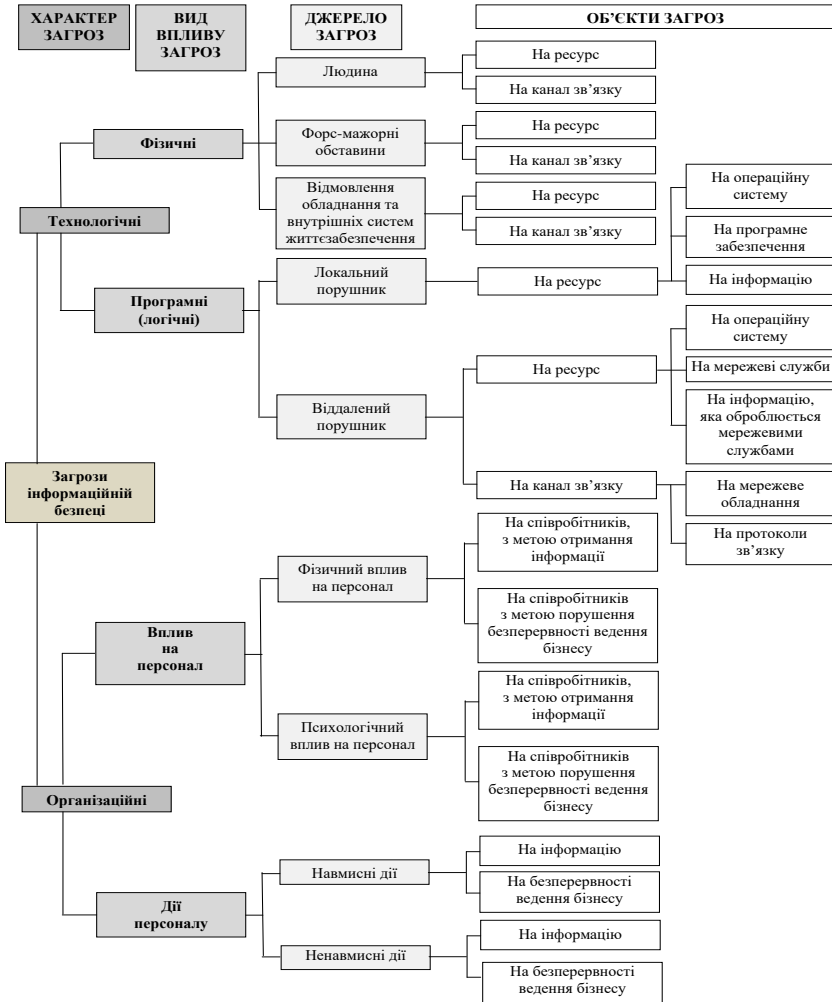 ХАРАКТЕР
ЗАГРОЗ
ВИД
ВПЛИВУ
ЗАГРОЗ
ДЖЕРЕЛО
ЗАГРОЗ
ОБ’ЄКТИ ЗАГРОЗ
Загрози
інформаційній
безпеці
Технологічні
Фізичні
Людина
На ресурс
На канал зв’язку
Форс-мажорні
обставини
На ресурс
На канал зв’язку
Відмовлення
обладнання та
внутрішніх систем
життєзабезпечення
На ресурс
На канал зв’язку
Програмні
(логічні)
Локальний
порушник
На ресурс
На операційну
систему
На програмне
забезпечення
На інформацію
Віддалений
порушник
На ресурс
На операційну
систему
На мережеві служби
На інформацію,
яка оброблюється
мережевими
службами
На канал зв’язку
На мережеве
обладнання
На протоколи
зв’язку
Організаційні
Вплив
на
персонал
Фізичний вплив
на персонал
На співробітників,
з метою отримання
інформації
На співробітників
з метою порушення
безперервності ведення
бізнесу
Психологічний
вплив на персонал
На співробітників,
з метою отримання
інформації
На співробітників
з метою порушення
безперервності ведення
бізнесу
Дії
персоналу
Навмисні дії
На інформацію
На безперервності
ведення бізнесу
Ненавмисні дії
На інформацію
На безперервності
ведення бізнесу